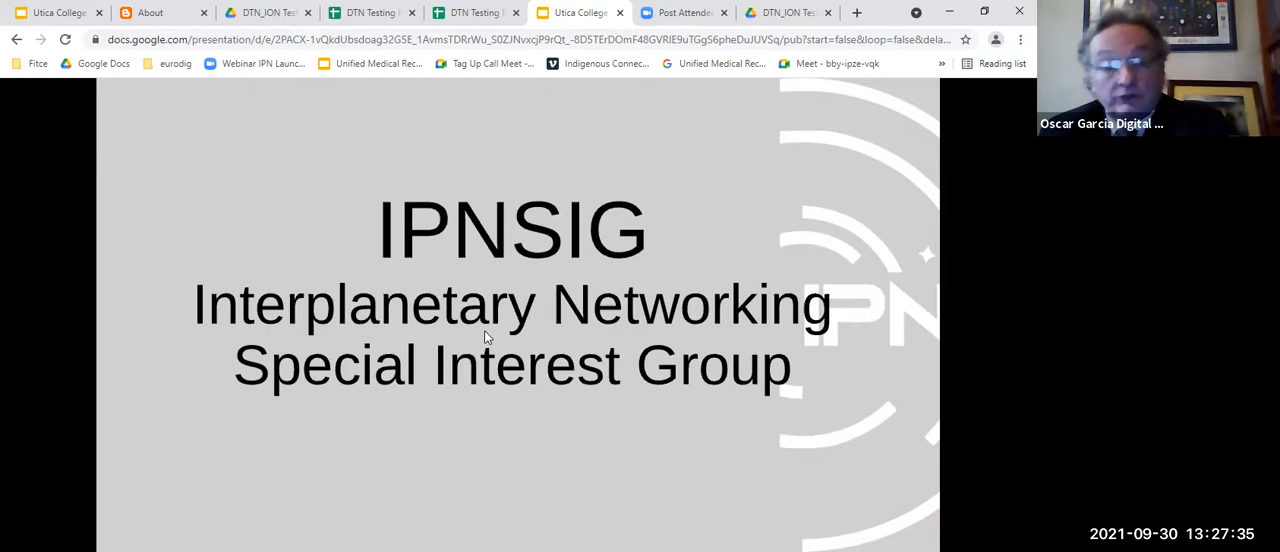 Utica College
About
DTN_ION Tes
DTN Testing F
DTN Testing F
Utica College
Post Attende
DTN_ION Tes
docs.google.com/presentation/d/e/2PACX-1vQkdUbsdoag32G5E_1AvmsTDRrWu_S0ZJNvxcjP9rQt_-8D5TErDOmF48GVRIE9uTGgS6pheDuJUVSq/pub?start=false&loop=false&dela...
Fitce
Google Docs
eurodig
Webinar IPN Launc...
Unified Medical Rec...
Tag Up Call Meet -...
Indigenous Connec...
Unified Medical Rec...
Meet - bby-ipze-vqk
»
Reading list
Oscar Garcia Digital ...
IPNSIG
Interplanetary Networking
Special Interest Group
IPN
2021-09-30 13:27:35